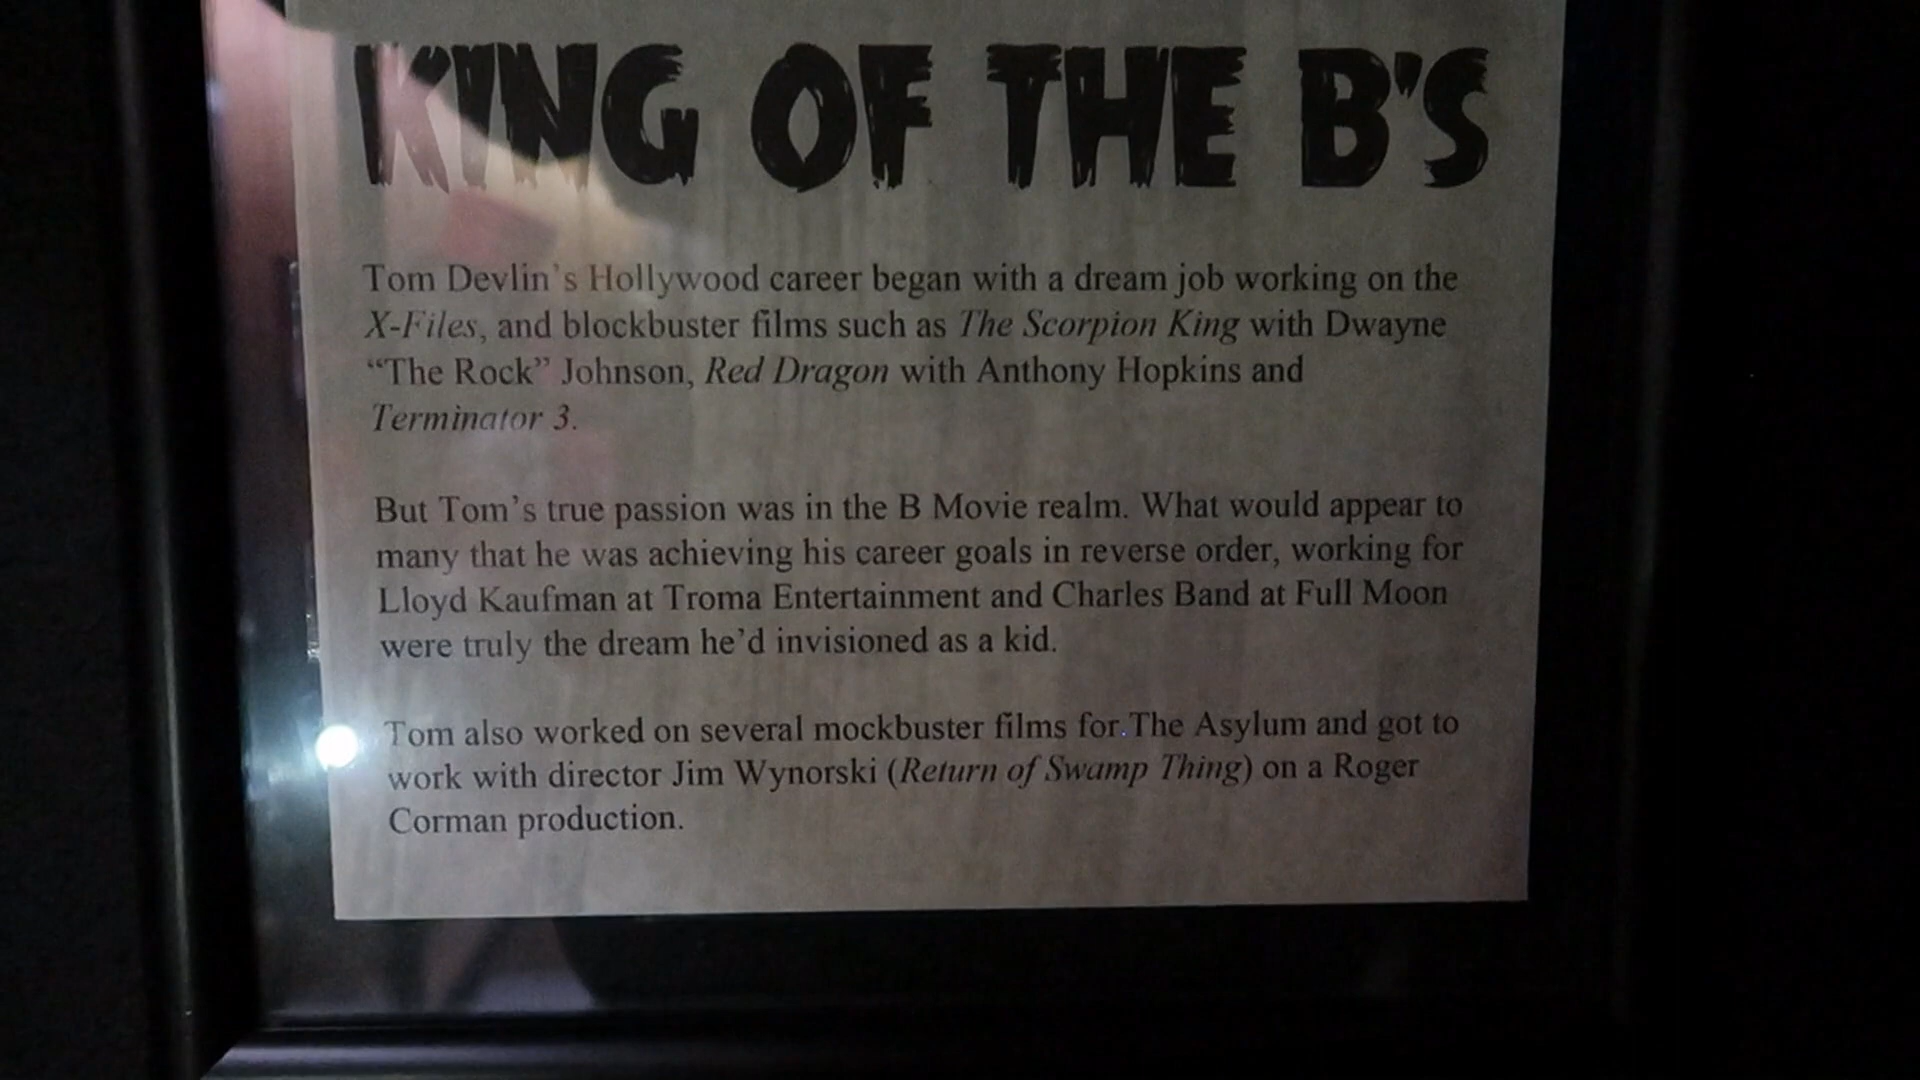 KING OF THE B'S
Tom Devlin's Hollywood career began with a dream job working on the
X-Files, and blockbuster films such as The Scorpion King with Dwayne
“The Rock” Johnson, Red Dragon with Anthony Hopkins and
Terminator 3.
But Tom’s true passion was in the B Movie realm. What would appear to
many that he was achieving his career goals in reverse order, working for
Lloyd Kaufman at Troma Entertainment and Charles Band at Full Moon
were truly the dream he’d invisioned as a kid.
Tom also worked on several mockbuster films for The Asylum and got to
work with director Jim Wynorski (Return of Swamp Thing) on a Roger
Corman production.